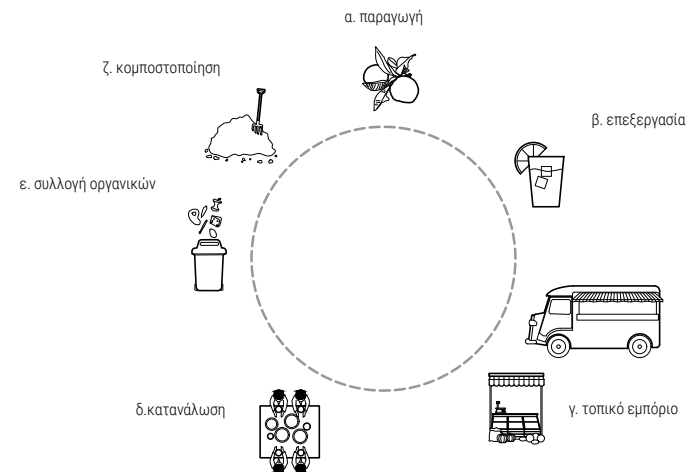 α. παραγωγή
ζ. κομποστοποίηση
β. επεξεργασία
ε. συλλογή οργανικών
δ.κατανάλωση
γ. τοπικό εμπόριο